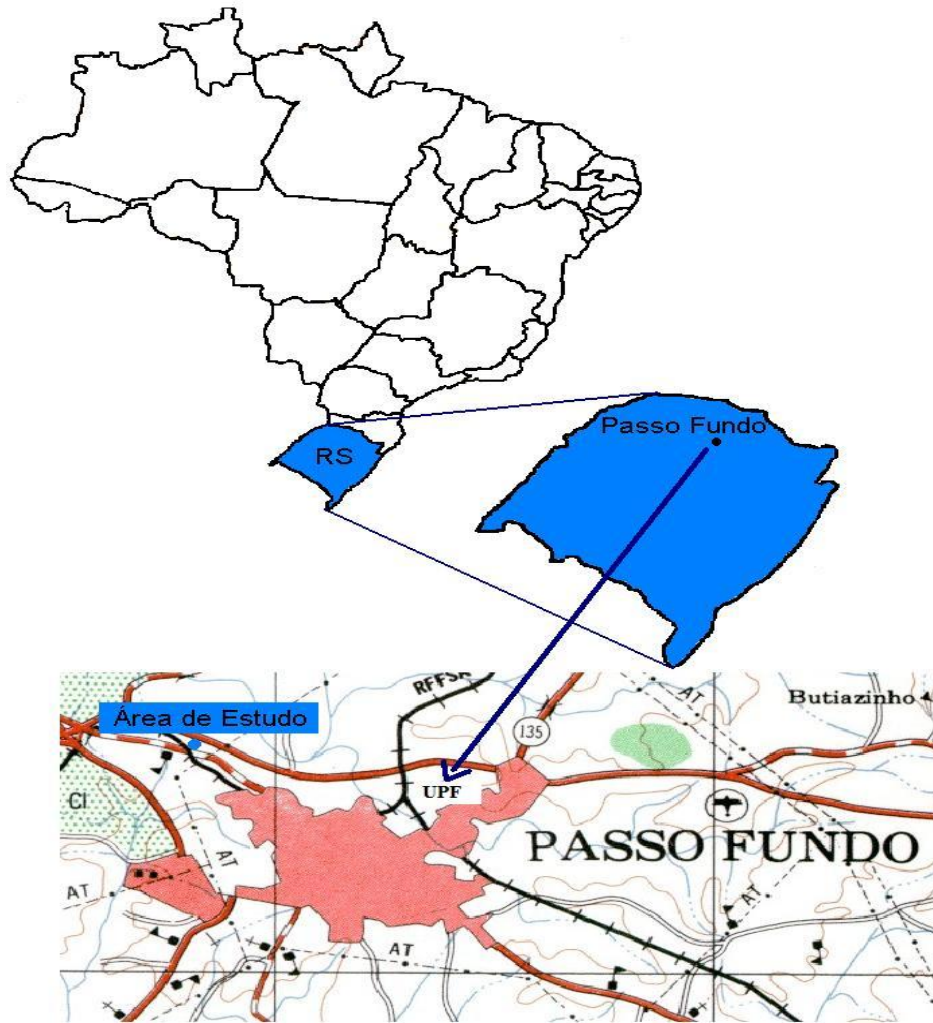 RS
Passo Fundo
RFFSA
AT
Butiazinho
Área de Estudo
135
UPF
CI
PASSO FUNDO
AT
AT
AT
AT